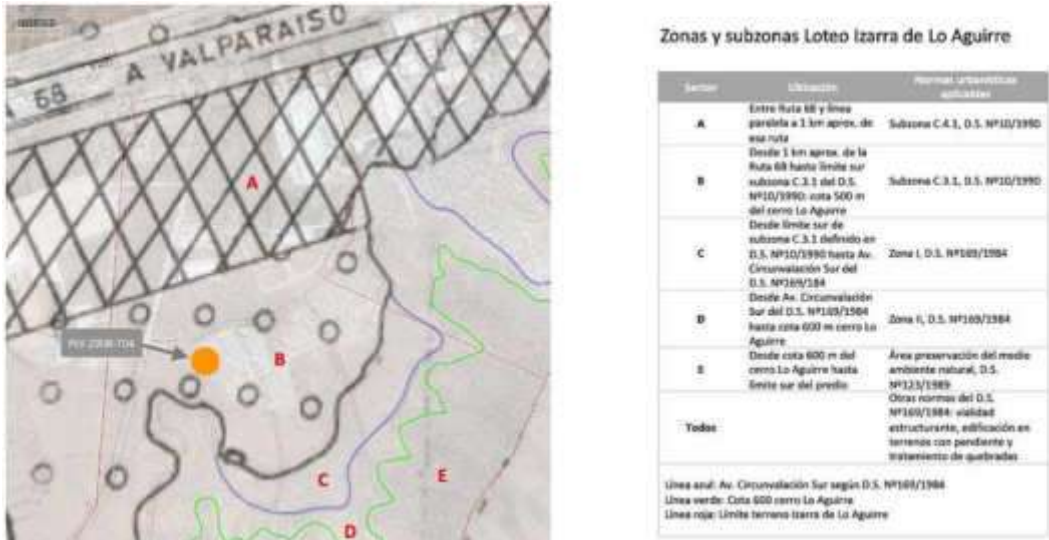 A VALPARAISO
68
A
B
C
D
E
Zonas y subzonas Loteo Izarra de Lo Aguirre
Sector Ubicación Normas urbanísticas
aplicables
A
Entre Ruta 68 y línea
paralela a 1 km aprox. de
esa ruta
Subzona C.4.1, D.S. Nº10/1990
B
Desde 1 km aprox. de la
Ruta 68 hasta límite sur
subzona C.3.1 del D.S.
Nº10/1990: cota 500 m
del cerro Lo Aguirre
Subzona C.3.1, D.S. Nº10/1990
C
Desde límite sur de
subzona C.3.1 definido en
D.S. Nº10/1990 hasta Av.
Circunvalación Sur del
D.S. Nº169/184
Zona I, D.S. Nº169/1984
D
Desde Av. Circunvalación
Sur del D.S. Nº169/1984
hasta cota 600 m cerro Lo
Aguirre
Zona II, D.S. Nº169/1984
E
Desde cota 600 m del
cerro Lo Aguirre hasta
límite sur del predio
Área preservación del medio
ambiente natural, D.S.
Nº123/1989
Todos
Otras normas del D.S.
Nº169/1984: vialidad
estructurante, edificación en
terrenos con pendiente y
tratamiento de quebradas
Línea azul: Av. Circunvalación Sur según D.S. Nº169/1984
Línea verde: Cota 600 cerro Lo Aguirre
Línea roja: Límite terreno Izarra de Lo Aguirre